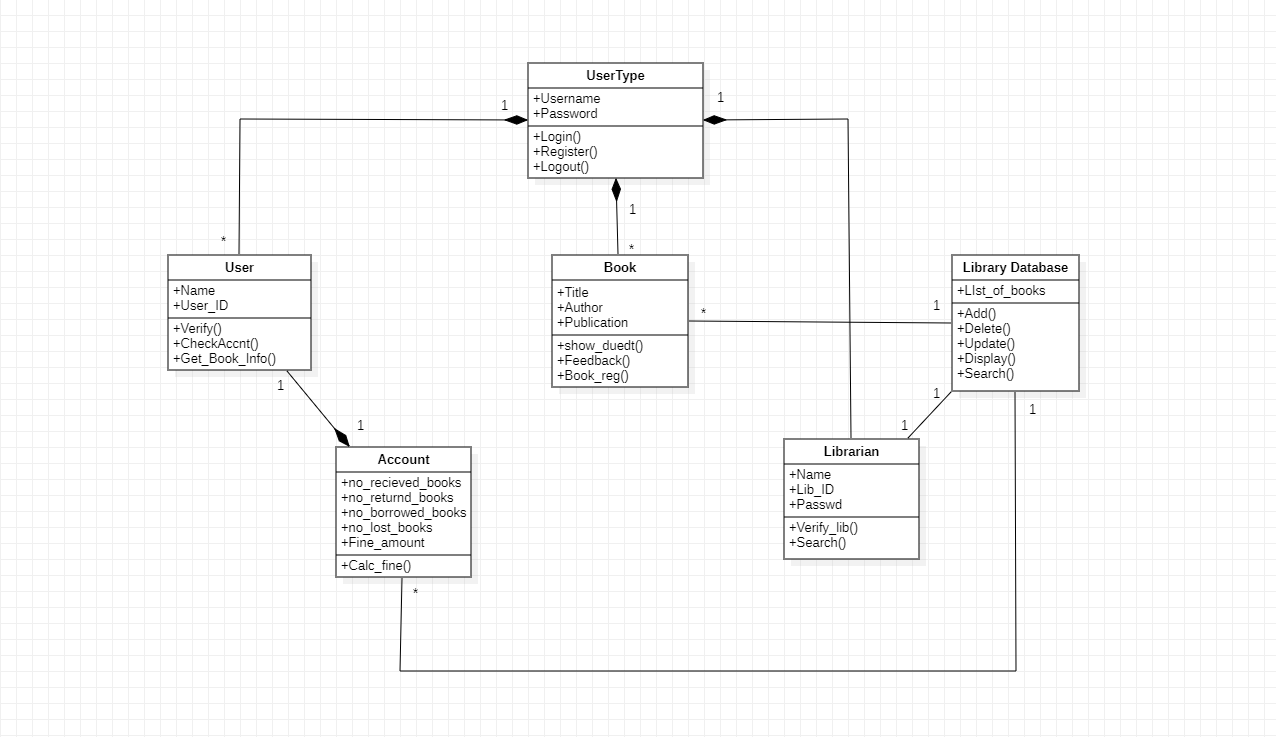 UserType
+Username
+Password
+Login()
+Register()
+Logout()
1
1
1
*
*
User
+Name
+User_ID
+Verify()
+CheckAccnt()
+Get_Book_Info()
Book
+Title
+Author
+Publication
+show_duedt()
+Feedback()
+Book_reg()
Library Database
+LIst_of_books
+Add()
+Delete()
+Update()
+Display()
+Search()
*
1
1
1
1
1
1
Account
+no_recieved_books
+no_returnd_books
+no_borrowed_books
+no_lost_books
+Fine_amount
+Calc_fine()
*
Librarian
+Name
+Lib_ID
+Passwd
+Verify_lib()
+Search()